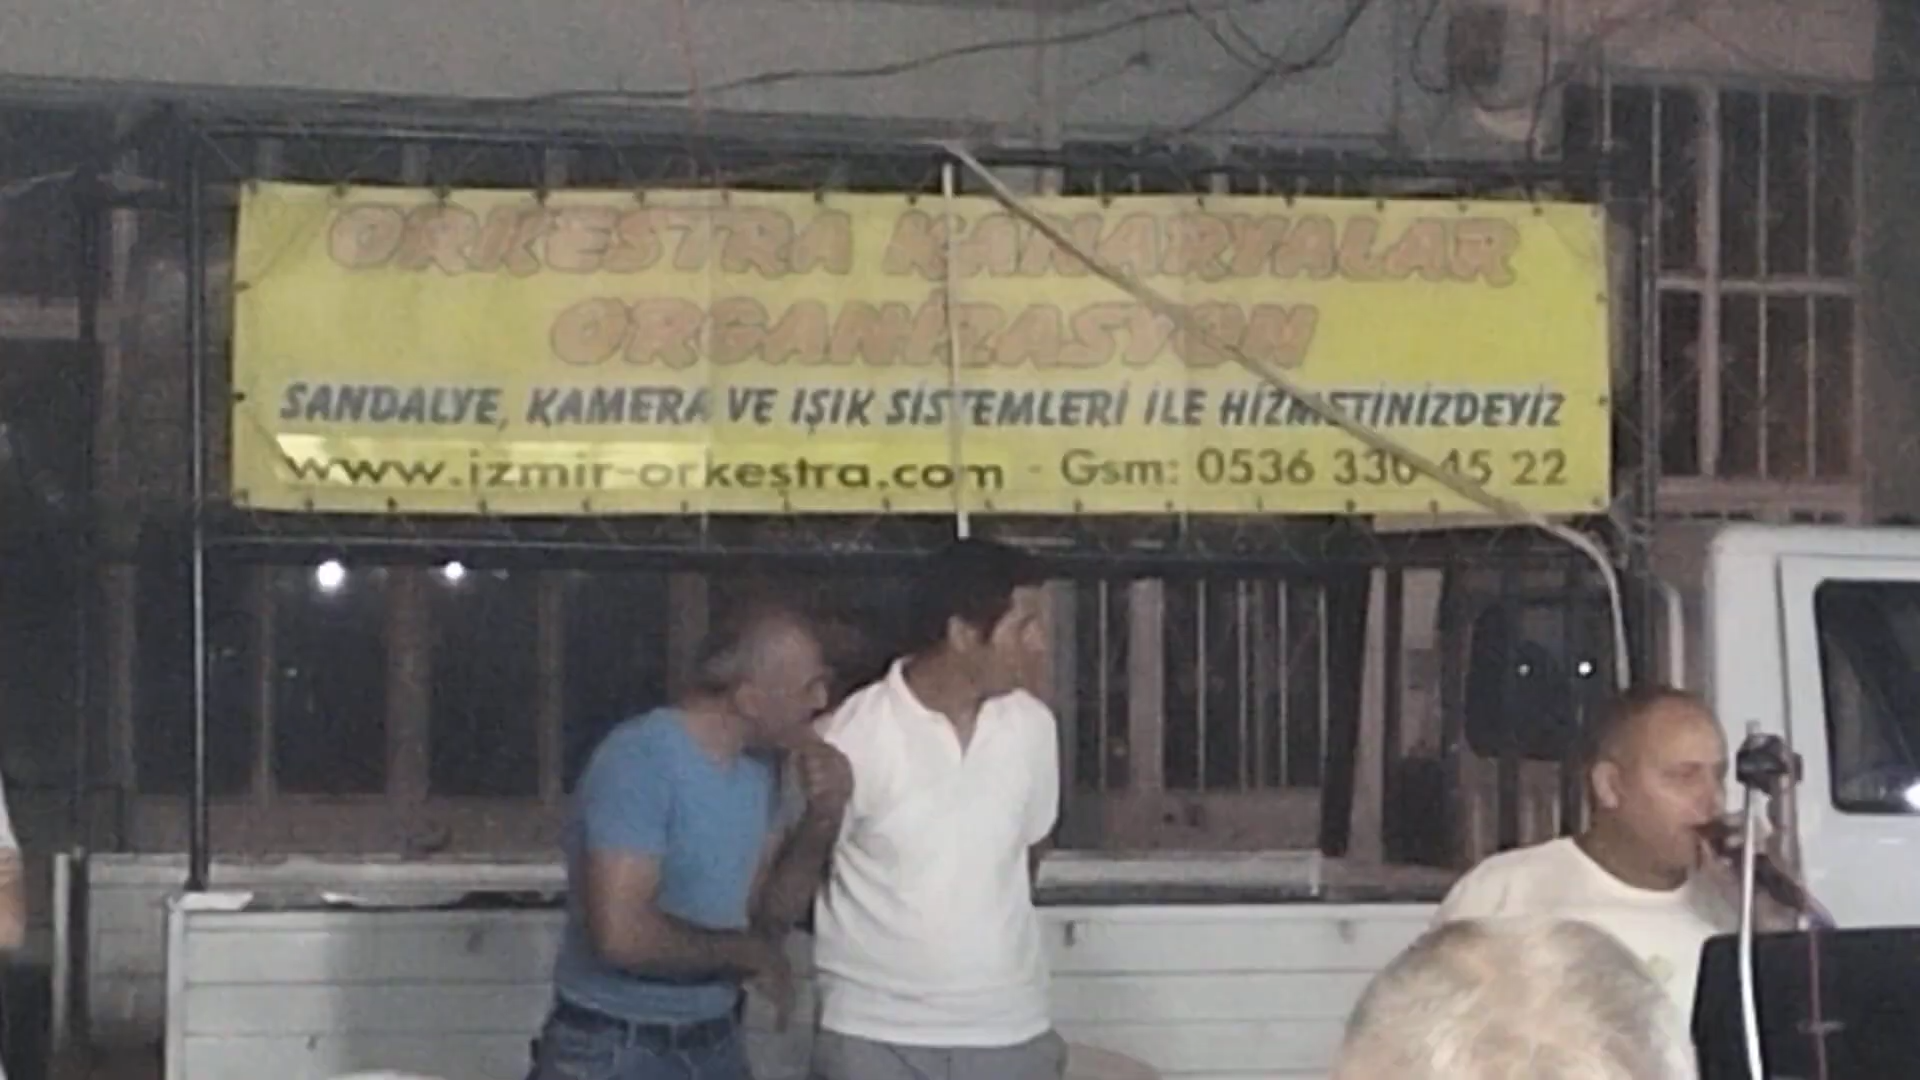 ORKESTRA KANARYALAR
ORGANİZASYON
SANDALYE, KAMERA VE IŞIK SİSTEMLERİ İLE HİZMETİNİZDEYİZ
www.izmir-orkestra.com - Gsm: 0536 330 45 22